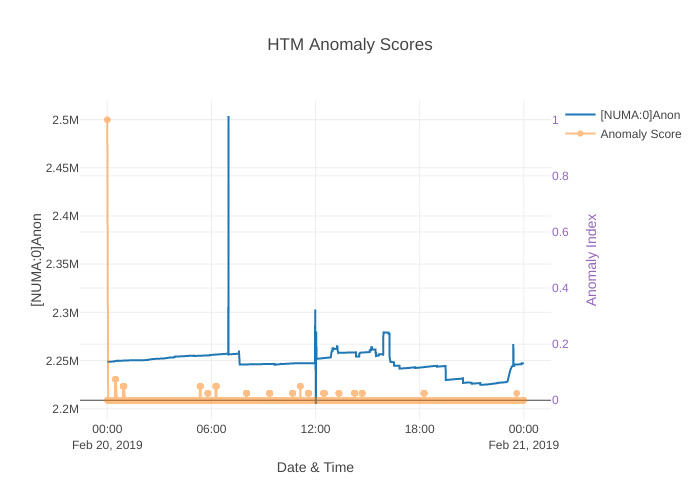 HTM Anomaly Scores
[NUMA:0]Anon
Anomaly Score
2.5M
2.45M
2.4M
2.35M
2.3M
2.25M
2.2M
[NUMA:0]Anon
1
0.8
0.6
0.4
0.2
0
Anomaly Index
00:00
06:00
12:00
18:00
00:00
Feb 20, 2019
Feb 21, 2019
Date & Time